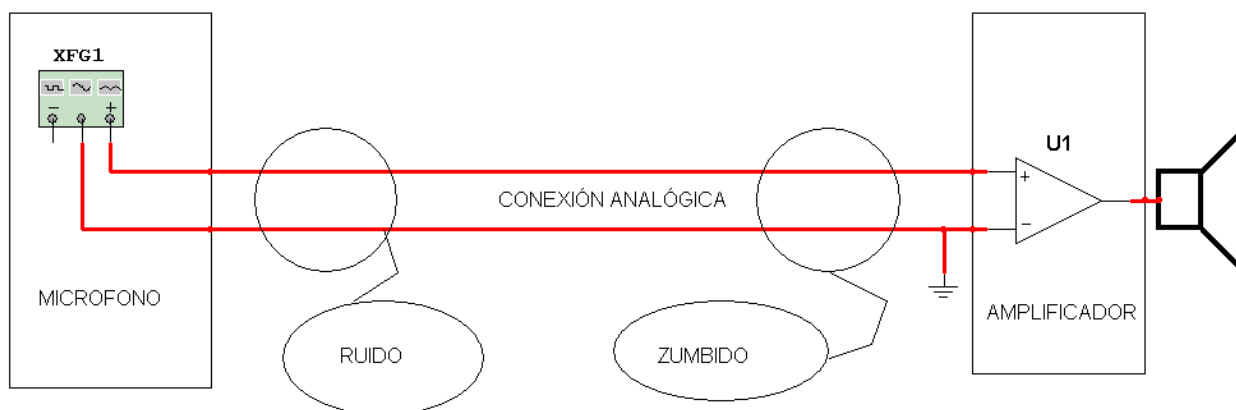 XFG1
U1
CONEXIÓN ANALÓGICA
MICROFONO
AMPLIFICADOR
RUIDO
ZUMBIDO